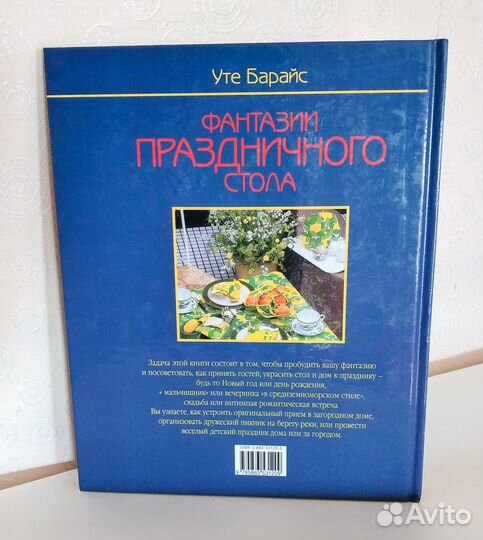 Уте Барайс
ФАНТАЗИИ
ПРАЗДНИЧНОГО
СТОЛА
Задача этой книги состоит в том, чтобы пробудить вашу фантазию
и посоветовать, как принять гостей, украсить стол и дом к празднику –
будь то Новый год или день рождения,
« мальчишник» или вечеринка «в средиземноморском стиле»,
свадьба или интимная романтическая встреча.
Вы узнаете, как устроить оригинальный прием в загородном доме,
организовать дружеский пикник на берегу реки, или провести
веселый детский праздник дома или за городом.
Avito